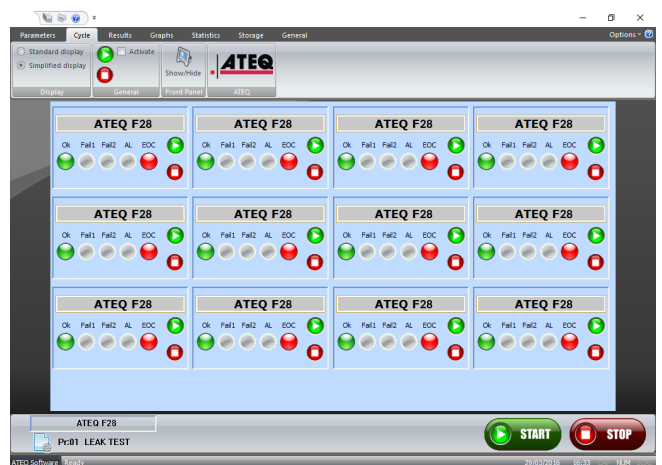 Parameters Cycle Results Graphs Statistics Storage General Options
Standard display
Simplified display
Activate
Show/Hide
ATEQ
Display General Front Panel ATEQ
ATEQ F28 ATEQ F28 ATEQ F28 ATEQ F28
Ok Fail1 Fail2 AL EOC Ok Fail1 Fail2 AL EOC Ok Fail1 Fail2 AL EOC Ok Fail1 Fail2 AL EOC
ATEQ F28 ATEQ F28 ATEQ F28 ATEQ F28
Ok Fail1 Fail2 AL EOC Ok Fail1 Fail2 AL EOC Ok Fail1 Fail2 AL EOC Ok Fail1 Fail2 AL EOC
ATEQ F28 ATEQ F28 ATEQ F28 ATEQ F28
Ok Fail1 Fail2 AL EOC Ok Fail1 Fail2 AL EOC Ok Fail1 Fail2 AL EOC Ok Fail1 Fail2 AL EOC
ATEQ F28
Pr:01 LEAK TEST
START STOP
ATEQ Software Ready 29/03/2016 16:33 NUM